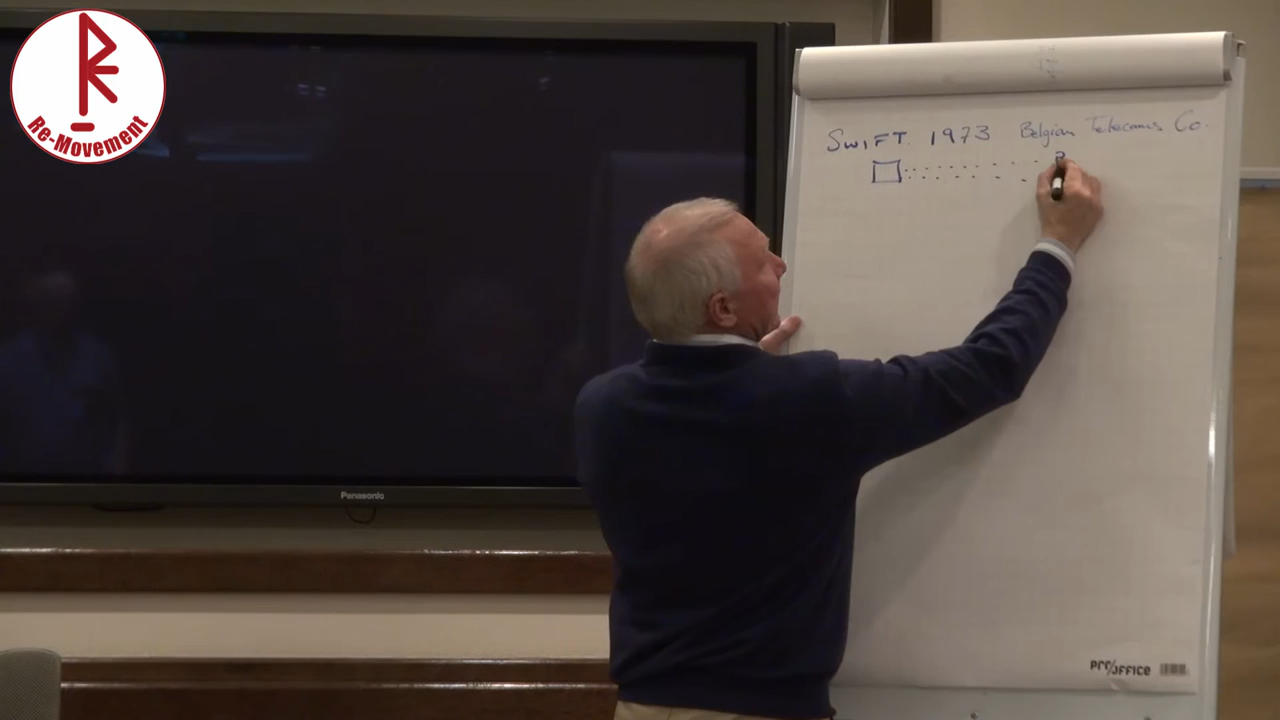 Re-Movement
SWIFT 1973 Belgian Telecoms Co.
Panasonic
PRO/OFFICE